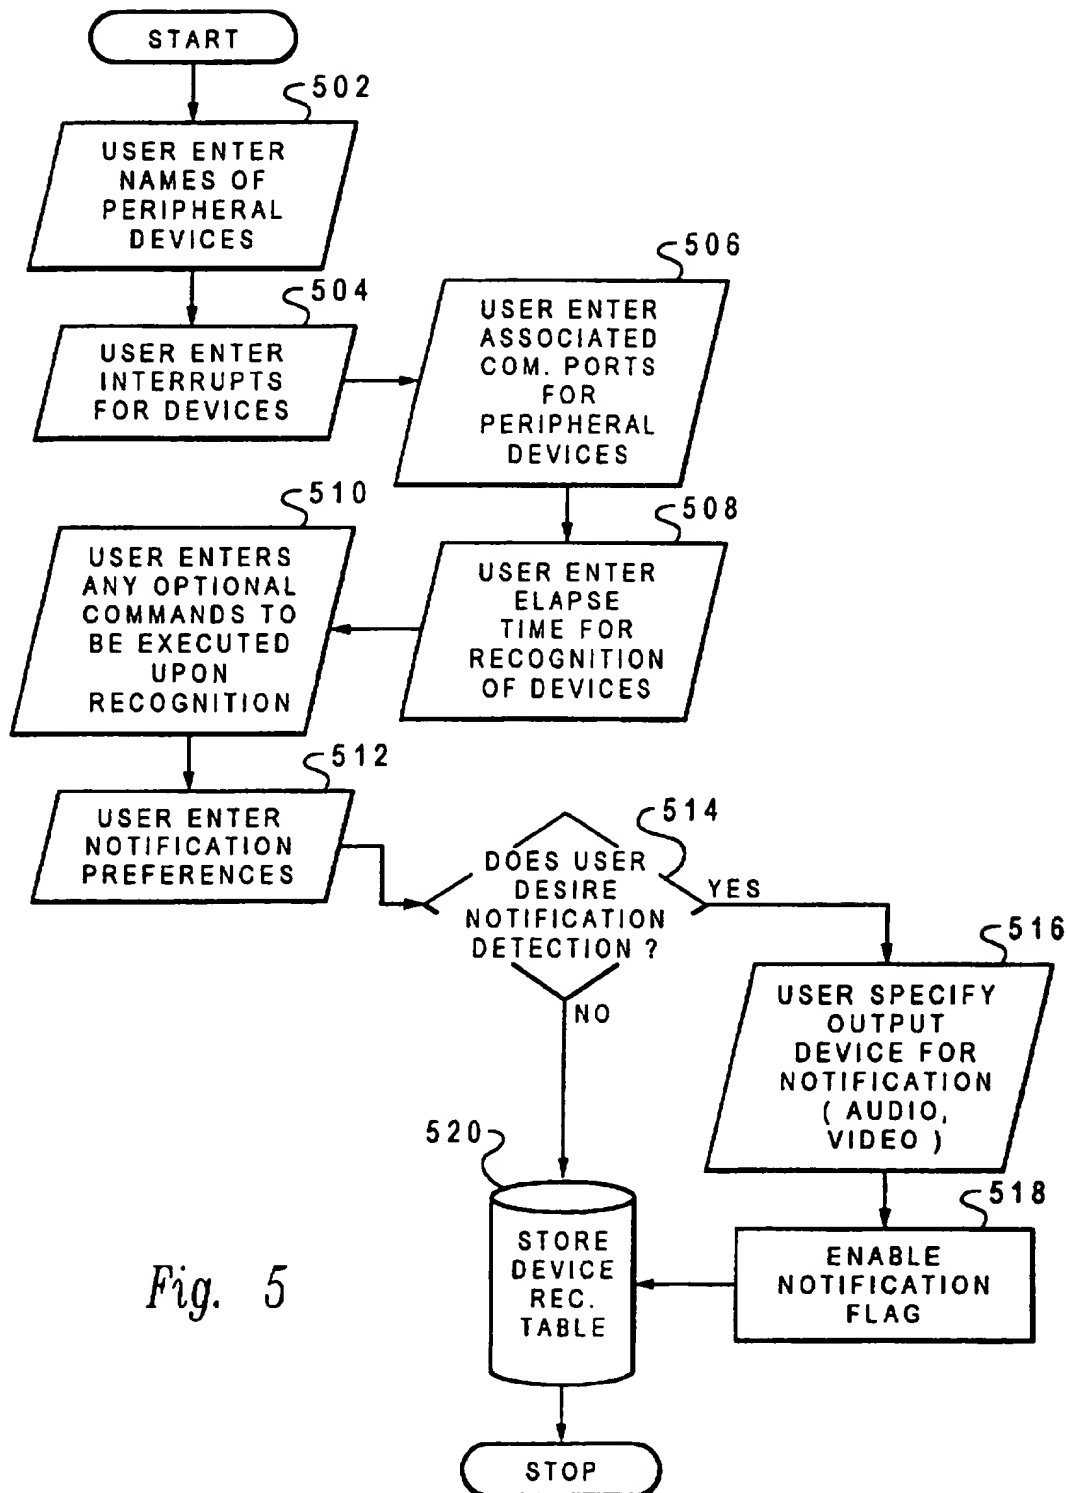 START
502
USER ENTER
NAMES OF
PERIPHERAL
DEVICES
504
USER ENTER
INTERRUPTS
FOR DEVICES
506
USER ENTER
ASSOCIATED
COM. PORTS
FOR
PERIPHERAL
DEVICES
508
USER ENTER
ELAPSE
TIME FOR
RECOGNITION
OF DEVICES
510
USER ENTERS
ANY OPTIONAL
COMMANDS TO
BE EXECUTED
UPON
RECOGNITION
512
USER ENTER
NOTIFICATION
PREFERENCES
514
DOES USER
DESIRE
NOTIFICATION
DETECTION ?
YES
NO
516
USER SPECIFY
OUTPUT
DEVICE FOR
NOTIFICATION
( AUDIO,
VIDEO )
518
ENABLE
NOTIFICATION
FLAG
520
STORE
DEVICE
REC.
TABLE
STOP
Fig. 5